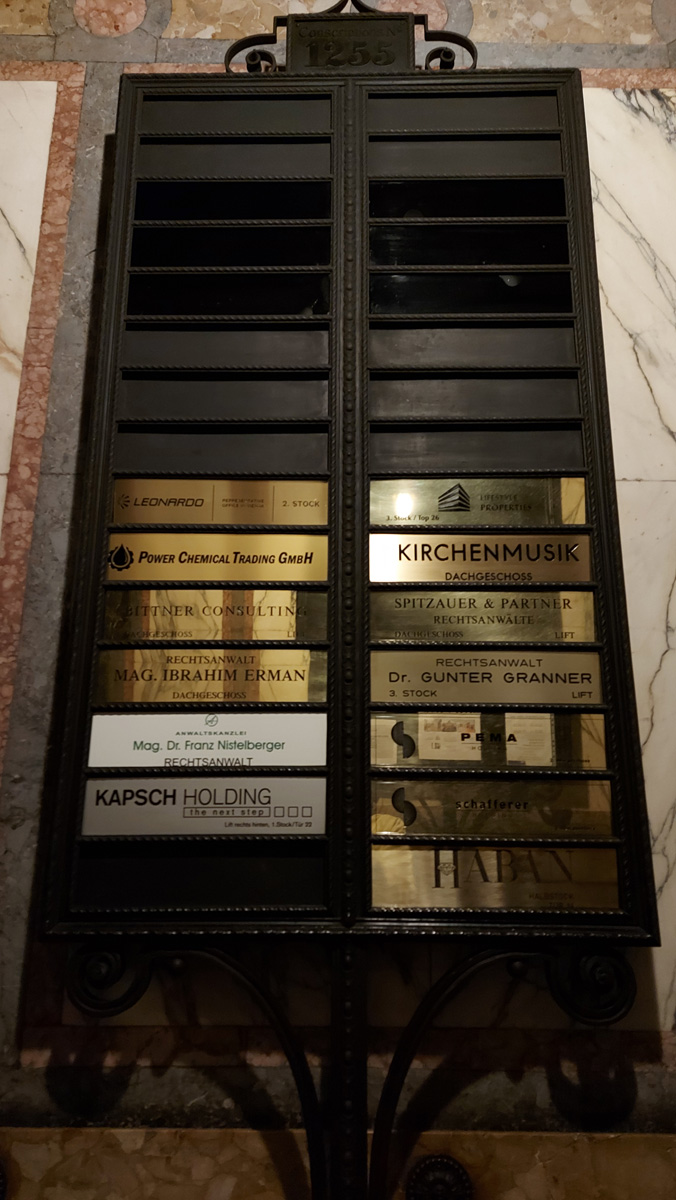 1255
LEONARDO
2. STOCK
POWER CHEMICAL TRADING GMBH
BITTNER CONSULTING
DACHGESCHOSS
RECHTSANWALT
MAG. IBRAHIM ERMAN
DACHGESCHOSS
ANWALTSKANZLEI
Mag. Dr. Franz Nistelberger
RECHTSANWALT
KAPSCH HOLDING
the next step
Lift rechts hinten, 1.Stock/Tür 22
LIFESTYLE
PROPERTIES
3. Stock / Top 26
KIRCHENMUSIK
DACHGESCHOSS
SPITZAUER & PARTNER
RECHTSANWÄLTE
DACHGESCHOSS LIFT
RECHTSANWALT
Dr. GUNTER GRANNER
3. STOCK LIFT
PEMA
schafferer
HABAN